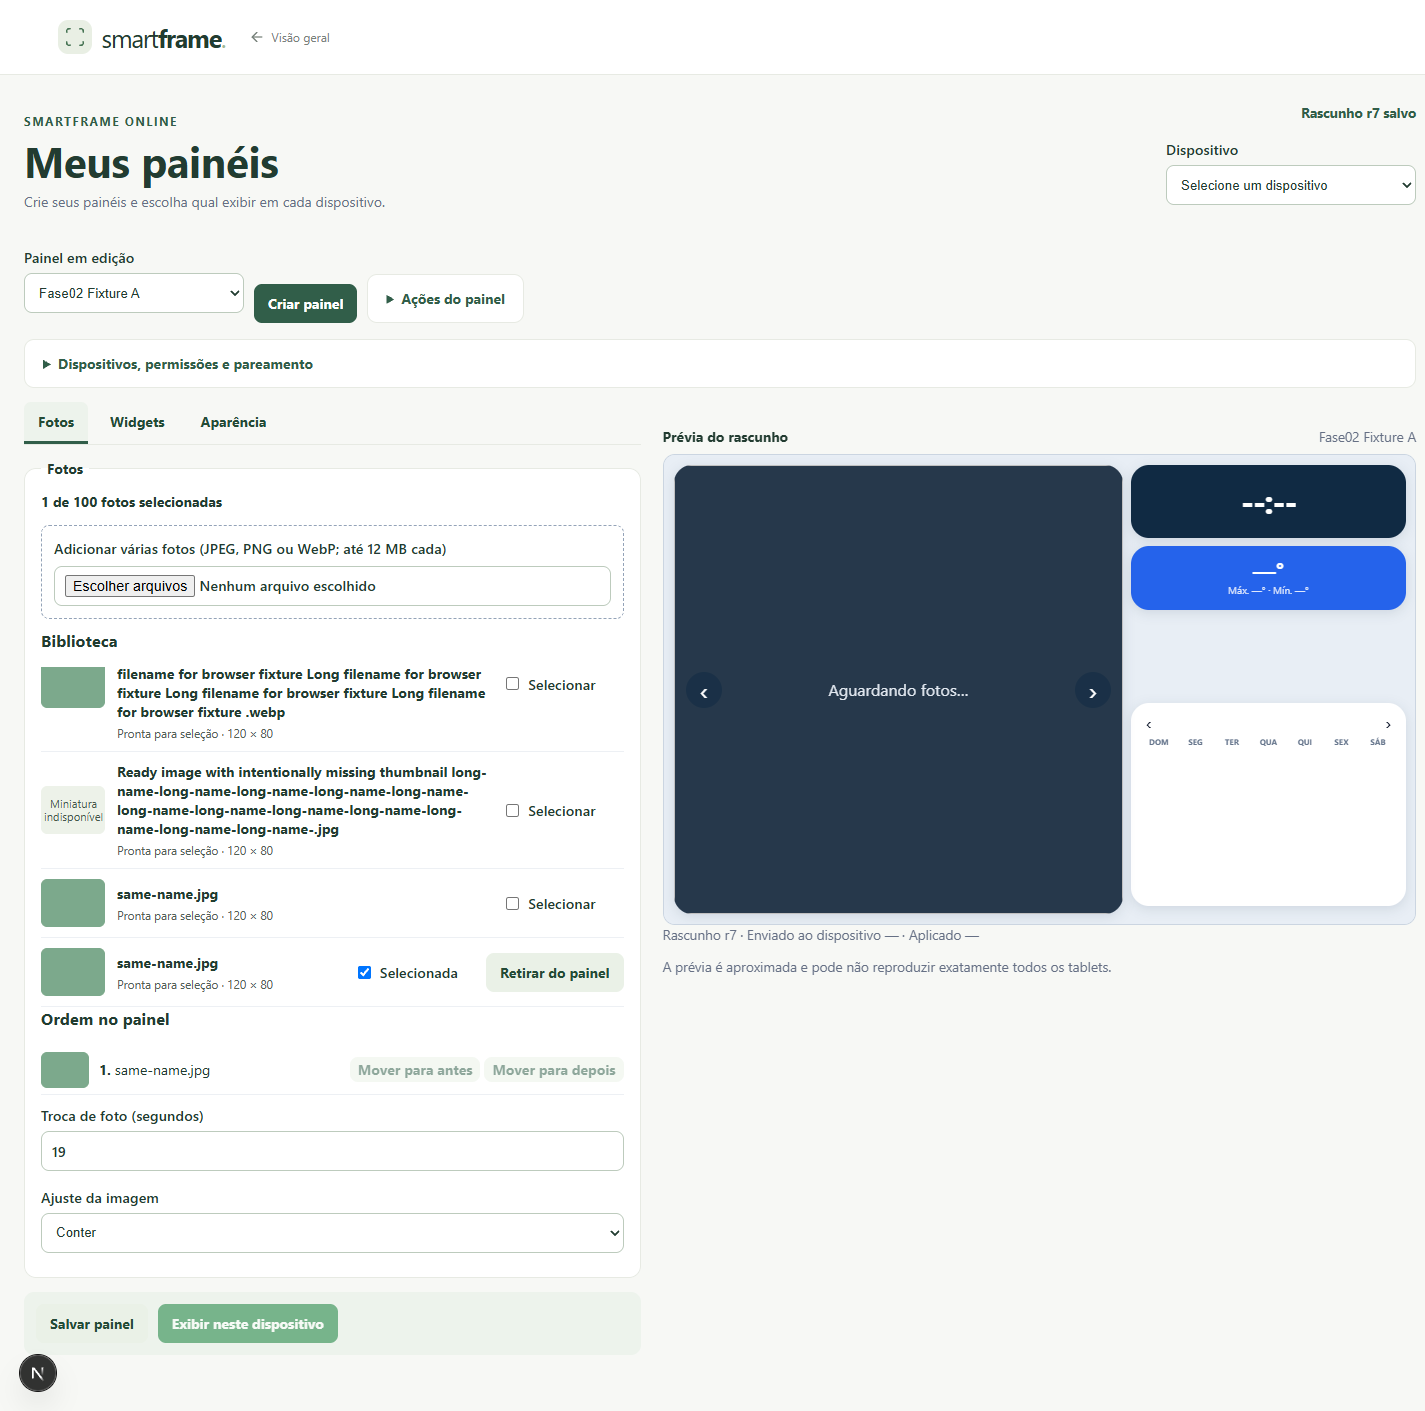 smartframe.
← Visão geral
SMARTFRAME ONLINE
Meus painéis
Crie seus painéis e escolha qual exibir em cada dispositivo.
Rascunho r7 salvo
Dispositivo
Selecione um dispositivo
Painel em edição
Fase02 Fixture A
Criar painel
Ações do painel
Dispositivos, permissões e pareamento
Fotos
Widgets
Aparência
Fotos
1 de 100 fotos selecionadas
Adicionar várias fotos (JPEG, PNG ou WebP; até 12 MB cada)
Escolher arquivos Nenhum arquivo escolhido
Biblioteca
filename for browser fixture Long filename for browser
fixture Long filename for browser fixture Long filename
for browser fixture .webp
Pronta para seleção · 120 × 80
Selecionar
Miniatura
indisponível
Ready image with intentionally missing thumbnail long-
name-long-name-long-name-long-name-long-name-
long-name-long-name-long-name-long-name-long-
name-long-name-long-name-.jpg
Pronta para seleção · 120 × 80
Selecionar
same-name.jpg
Pronta para seleção · 120 × 80
Selecionar
same-name.jpg
Pronta para seleção · 120 × 80
Selecionada
Retirar do painel
Ordem no painel
1. same-name.jpg
Mover para antes
Mover para depois
Troca de foto (segundos)
19
Ajuste da imagem
Conter
Salvar painel
Exibir neste dispositivo
N
Prévia do rascunho
Fase02 Fixture A
‹
Aguardando fotos...
›
--:--
—°
Máx. —° · Mín. —°
‹ ›
DOM SEG TER QUA QUI SEX SÁB
Rascunho r7 · Enviado ao dispositivo — · Aplicado —
A prévia é aproximada e pode não reproduzir exatamente todos os tablets.